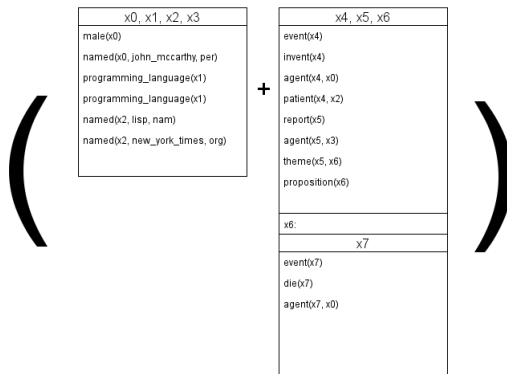 x0, x1, x2, x3
male(x0)
named(x0, john_mccarthy, per)
programming_language(x1)
programming_language(x1)
named(x2, lisp, nam)
named(x2, new_york_times, org)
(
+
x4, x5, x6
event(x4)
invent(x4)
agent(x4, x0)
patient(x4, x2)
report(x5)
agent(x5, x3)
theme(x5, x6)
proposition(x6)
x6:
x7
event(x7)
die(x7)
agent(x7, x0)
)